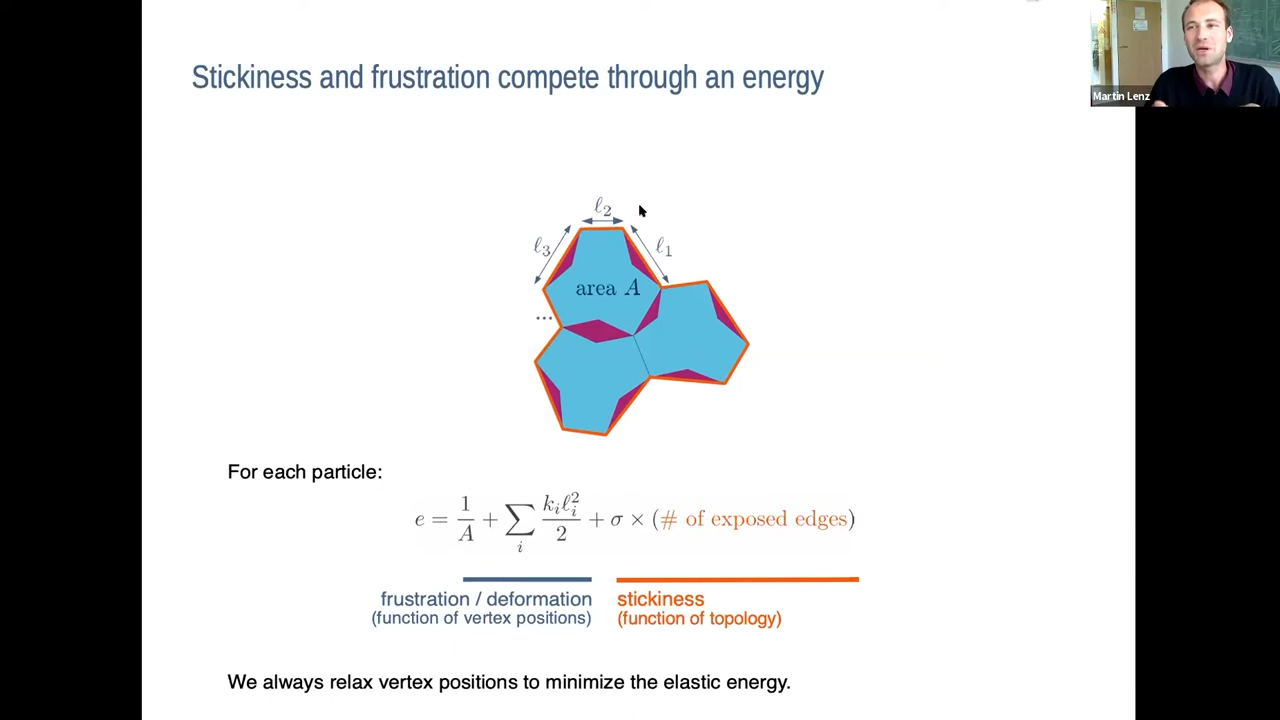 Stickiness and frustration compete through an energy
Martin Lenz
ℓ₂
ℓ₃
ℓ₁
area A
...
For each particle:
e = 1/A + ∑ᵢ kᵢℓᵢ²/2 + σ × (# of exposed edges)
frustration / deformation
(function of vertex positions)
stickiness
(function of topology)
We always relax vertex positions to minimize the elastic energy.